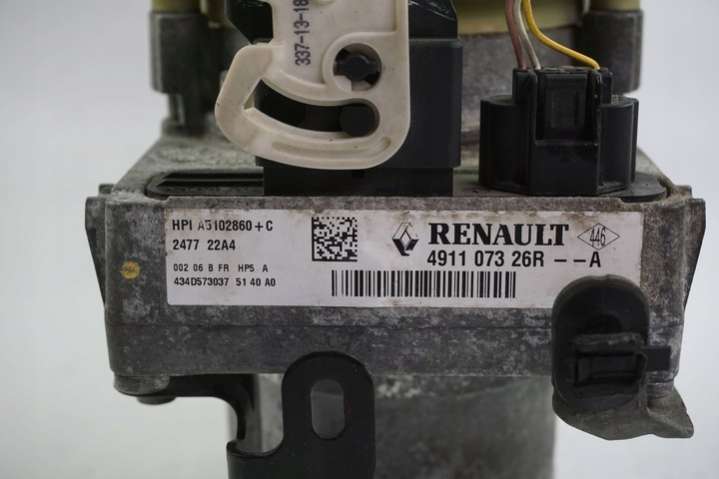 337-13-18
HPI A5102860+C
2477 22A4
002 06 B FR HPS A
434D573037 51 40 A0
RENAULT
446
4911 073 26R --A